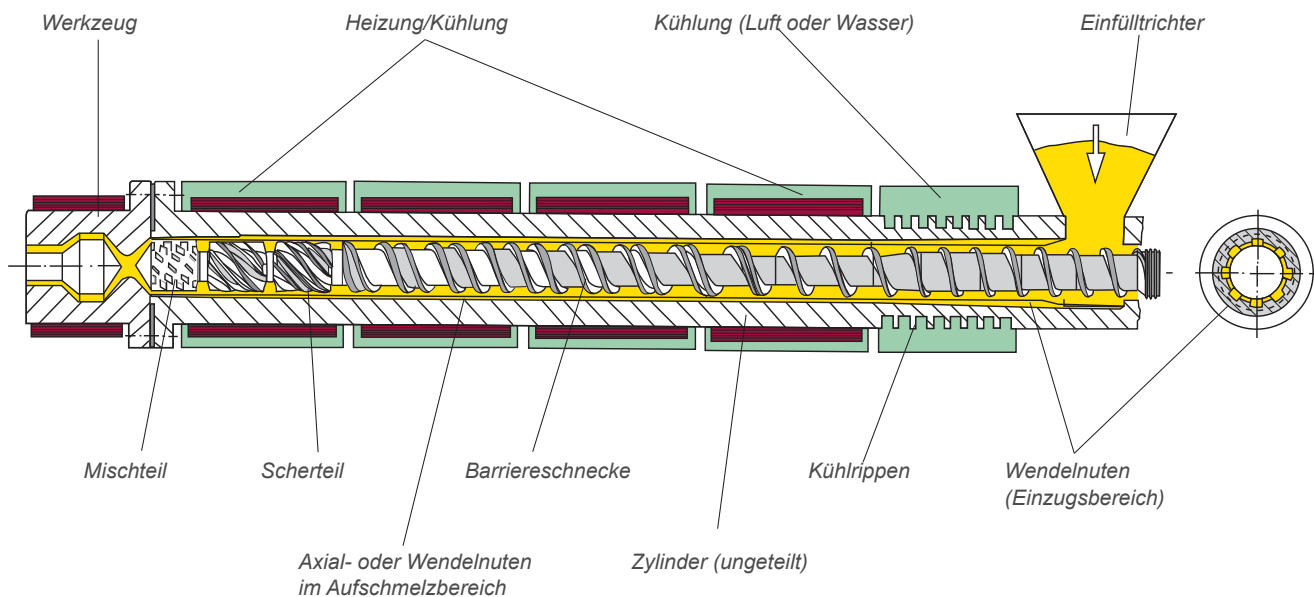 Werkzeug
Heizung/Kühlung
Kühlung (Luft oder Wasser)
Einfülltrichter
Mischteil
Scherteil
Barriereschnecke
Kühlrippen
Wendelnuten
(Einzugsbereich)
Axial- oder Wendelnuten
im Aufschmelzbereich
Zylinder (ungeteilt)